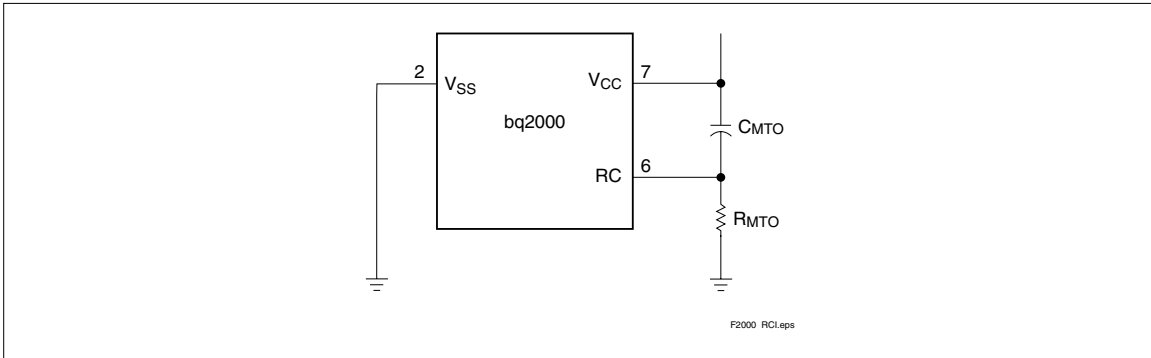 2
VSS
VCC
7
bq2000
CMTO
RC
6
RMTO
F2000 RCI.eps